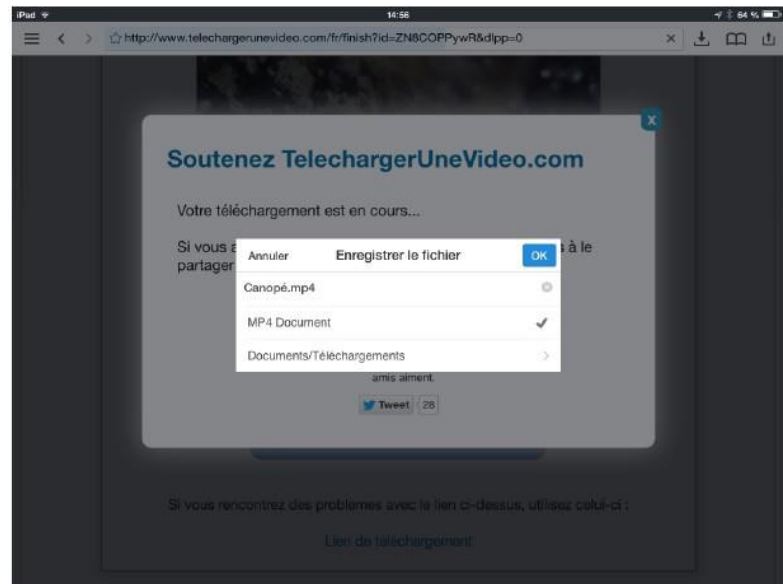 iPad
14:56
64 %
http://www.telechargerunevideo.com/fr/finish?id=ZN8COPPywR&dlpp=0
Soutenez TelechargerUneVideo.com
Votre téléchargement est en cours...
Si vous a
s à le
partager
Annuler
Enregistrer le fichier
OK
Canopé.mp4
MP4 Document
Documents/Téléchargements
amis aiment.
Tweet
28
Si vous rencontrez des problèmes avec le lien ci-dessus, utilisez celui-ci :
Lien de téléchargement